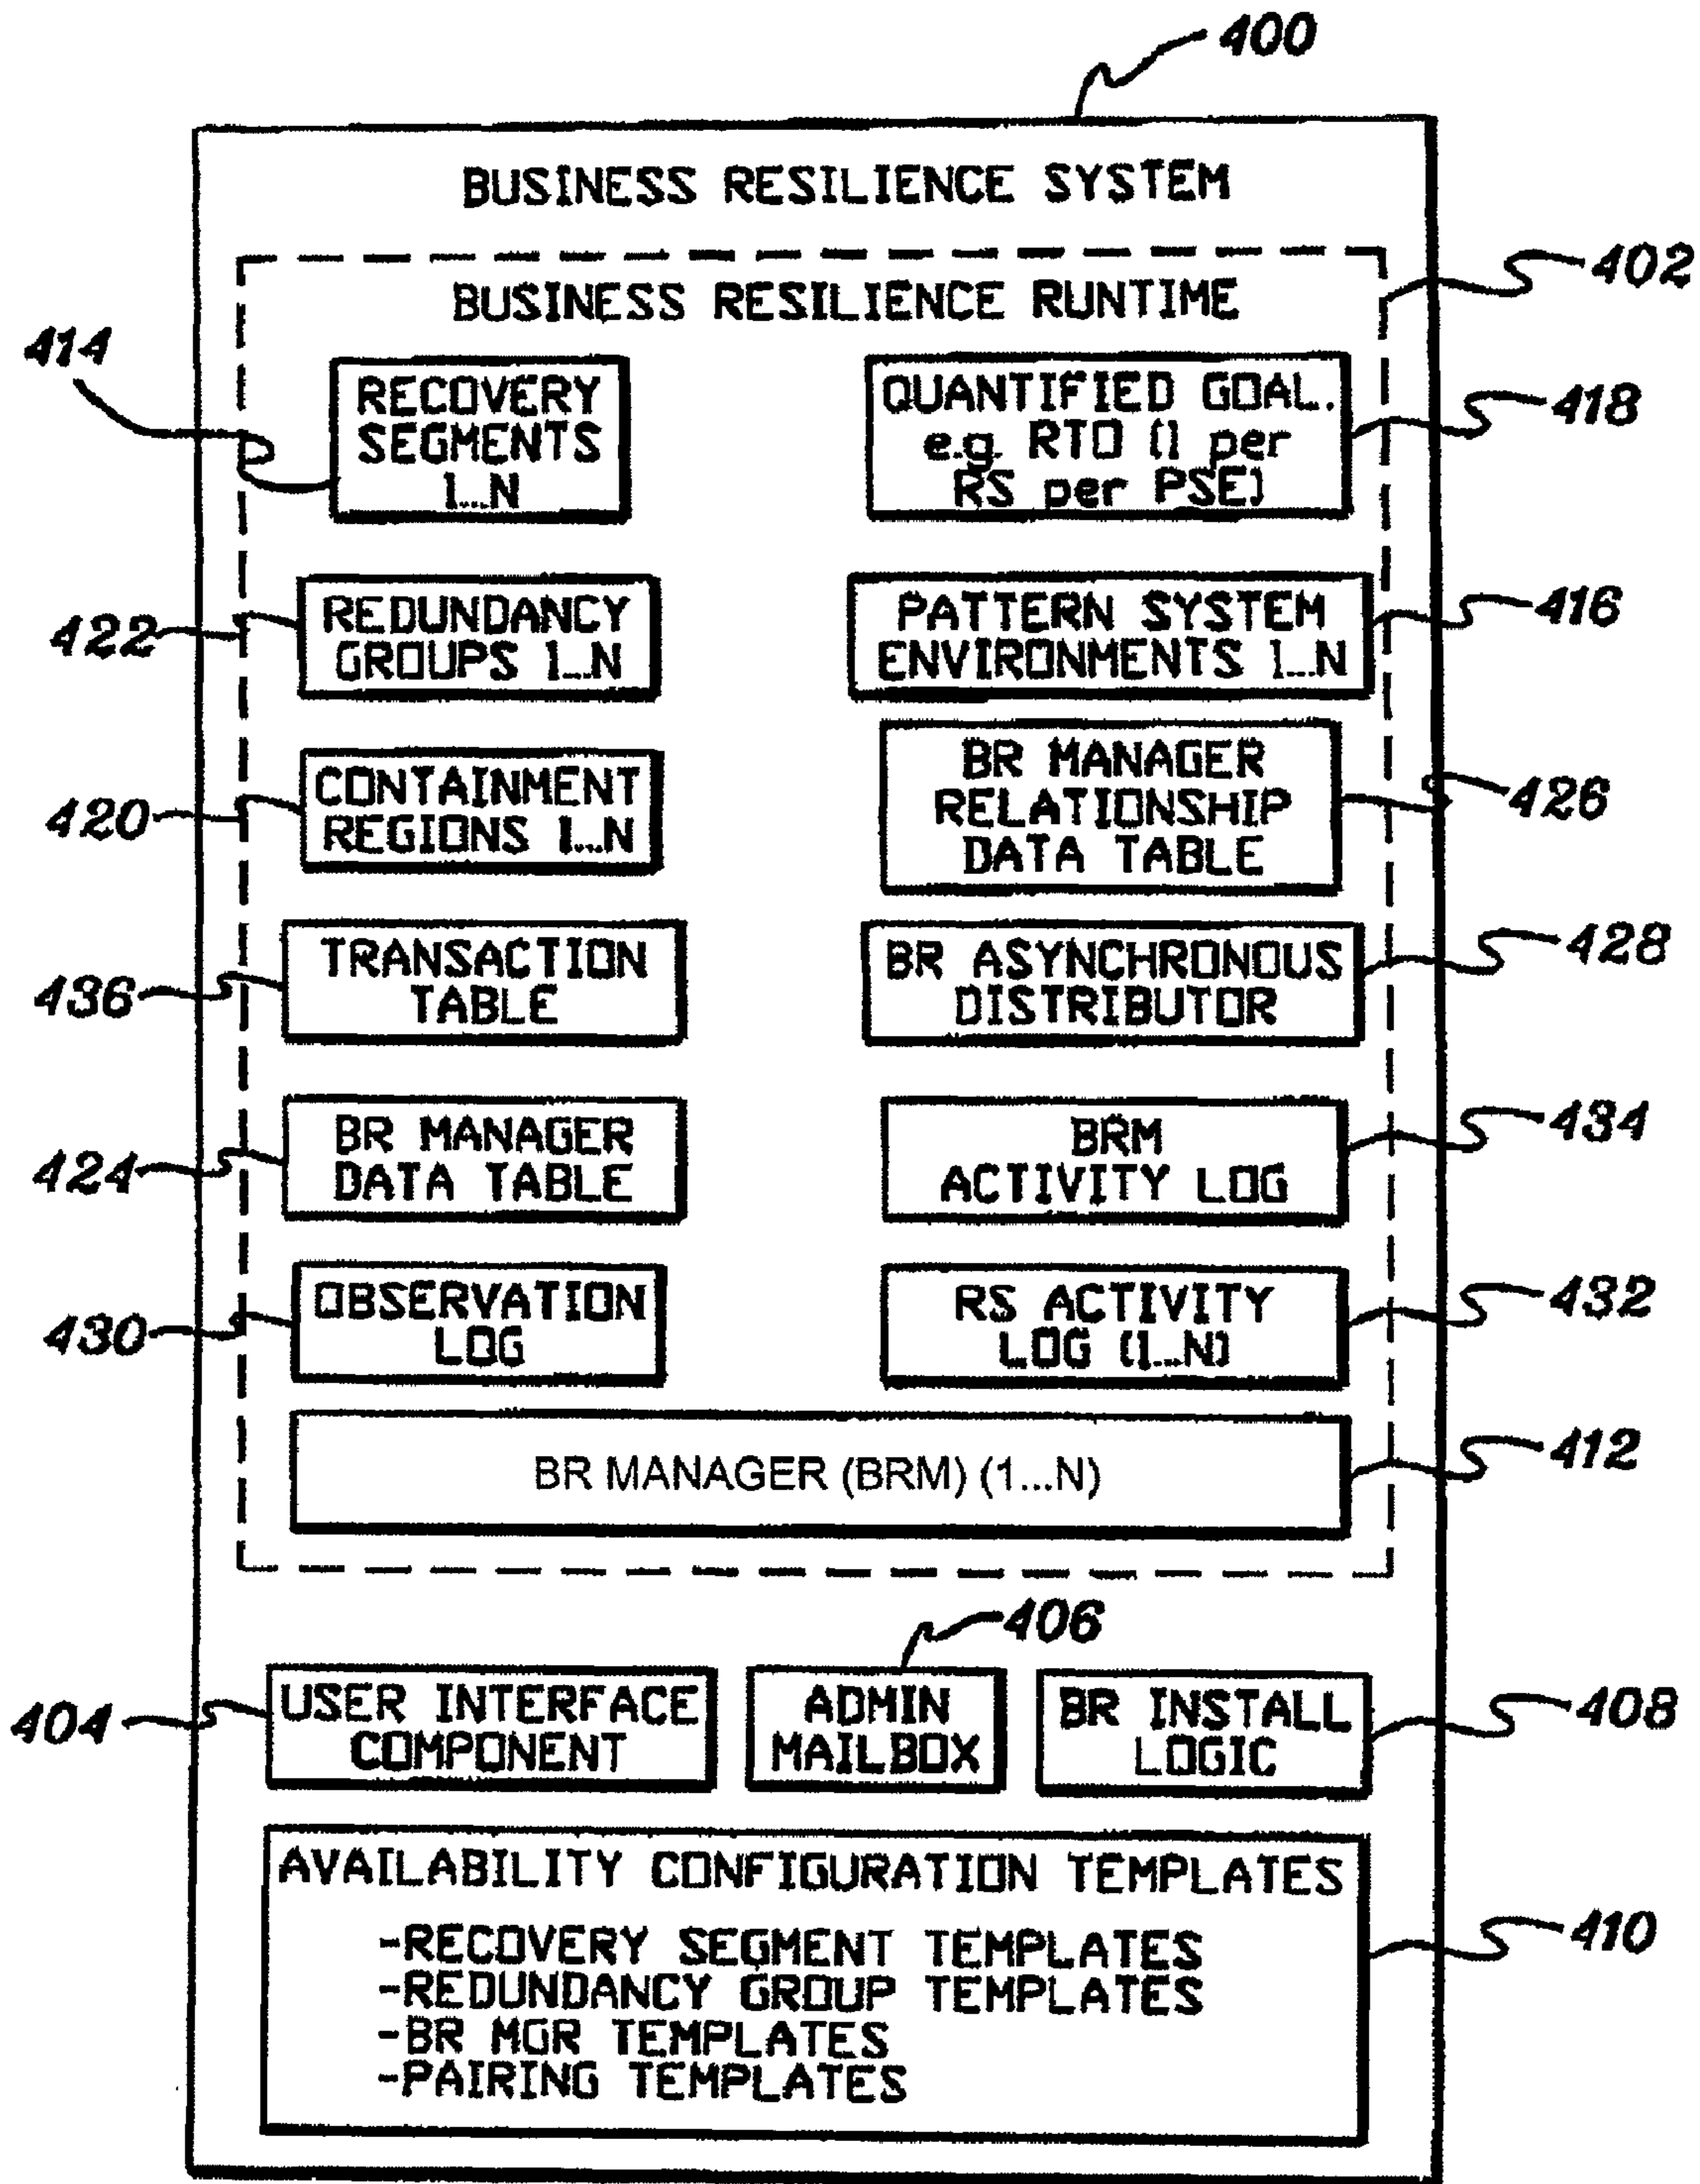 400
BUSINESS RESILIENCE SYSTEM
402
BUSINESS RESILIENCE RUNTIME
414
RECOVERY
SEGMENTS
1...N
QUANTIFIED GOAL.
e.g. RTO (1 per
RS per PSE)
418
422
REDUNDANCY
GROUPS 1...N
PATTERN SYSTEM
ENVIRONMENTS 1...N
416
420
CONTAINMENT
REGIONS 1...N
BR MANAGER
RELATIONSHIP
DATA TABLE
426
436
TRANSACTION
TABLE
BR ASYNCHRONOUS
DISTRIBUTOR
428
424
BR MANAGER
DATA TABLE
BRM
ACTIVITY LOG
434
430
OBSERVATION
LOG
RS ACTIVITY
LOG (1...N)
432
BR MANAGER (BRM) (1...N)
412
406
404
USER INTERFACE
COMPONENT
ADMIN
MAILBOX
BR INSTALL
LOGIC
408
AVAILABILITY CONFIGURATION TEMPLATES
-RECOVERY SEGMENT TEMPLATES
-REDUNDANCY GROUP TEMPLATES
-BR MGR TEMPLATES
-PAIRING TEMPLATES
410